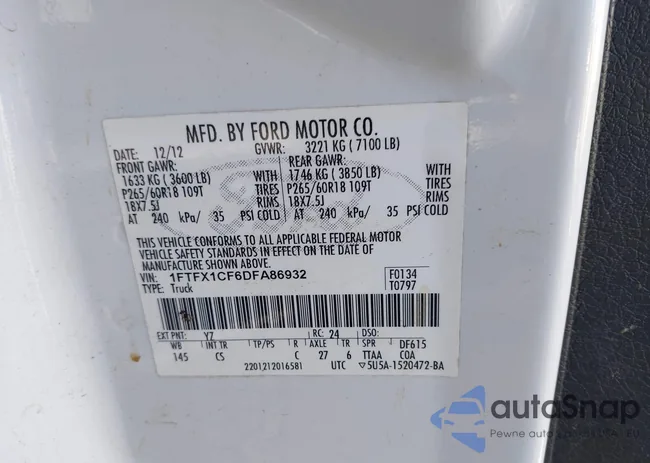 MFD. BY FORD MOTOR CO.
DATE: 12/12 GVWR: 3221 KG ( 7100 LB)
FRONT GAWR: REAR GAWR:
1633 KG ( 3600 LB) WITH 1746 KG ( 3850 LB) WITH
P265/60R18 109T TIRES P265/60R18 109T TIRES
18X7.5J RIMS 18X7.5J RIMS
AT 240 kPa/ 35 PSI COLD AT 240 kPa/ 35 PSI COLD
THIS VEHICLE CONFORMS TO ALL APPLICABLE FEDERAL MOTOR
VEHICLE SAFETY STANDARDS IN EFFECT ON THE DATE OF
MANUFACTURE SHOWN ABOVE.
VIN: 1FTFX1CF6DFA86932 F0134
TYPE: Truck T0797
EXT PNT: YZ RC: 24 DSO:
WB INT TR TP/PS R AXLE TR SPR DF615
145 CS C 27 6 TTAA COA
2201212016581 UTC ▽5U5A-1520472-BA
autoSnap
Pewne auto